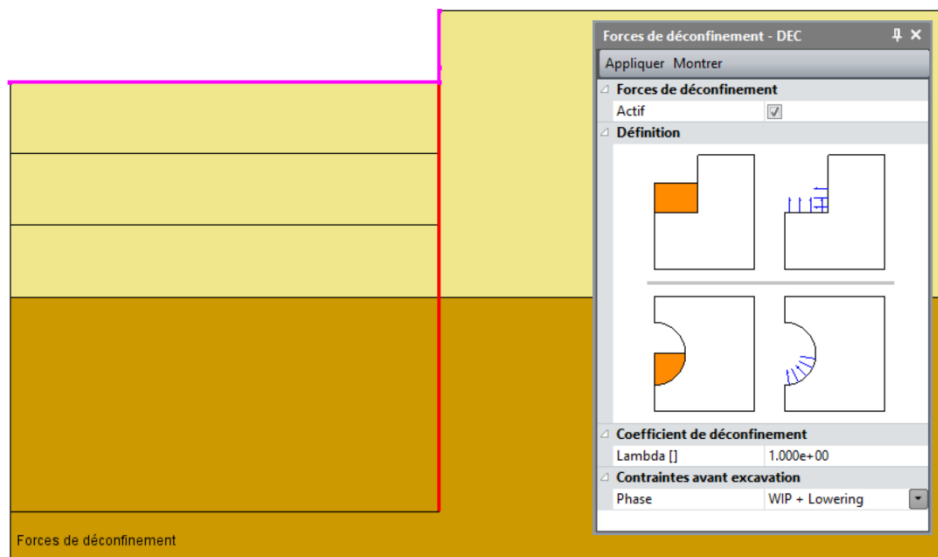 Forces de déconfinement - DEC
Appliquer Montrer
Forces de déconfinement
Actif
Définition
Coefficient de déconfinement
Lambda [] 1.000e+00
Contraintes avant excavation
Phase WIP + Lowering
Forces de déconfinement